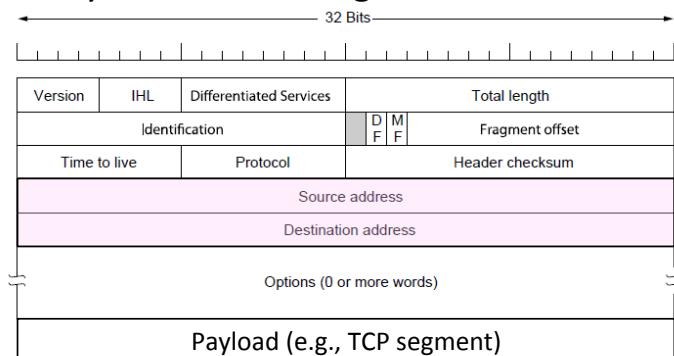 32 Bits
Version IHL Differentiated Services Total length
Identification D F M F Fragment offset
Time to live Protocol Header checksum
Source address
Destination address
Options (0 or more words)
Payload (e.g., TCP segment)